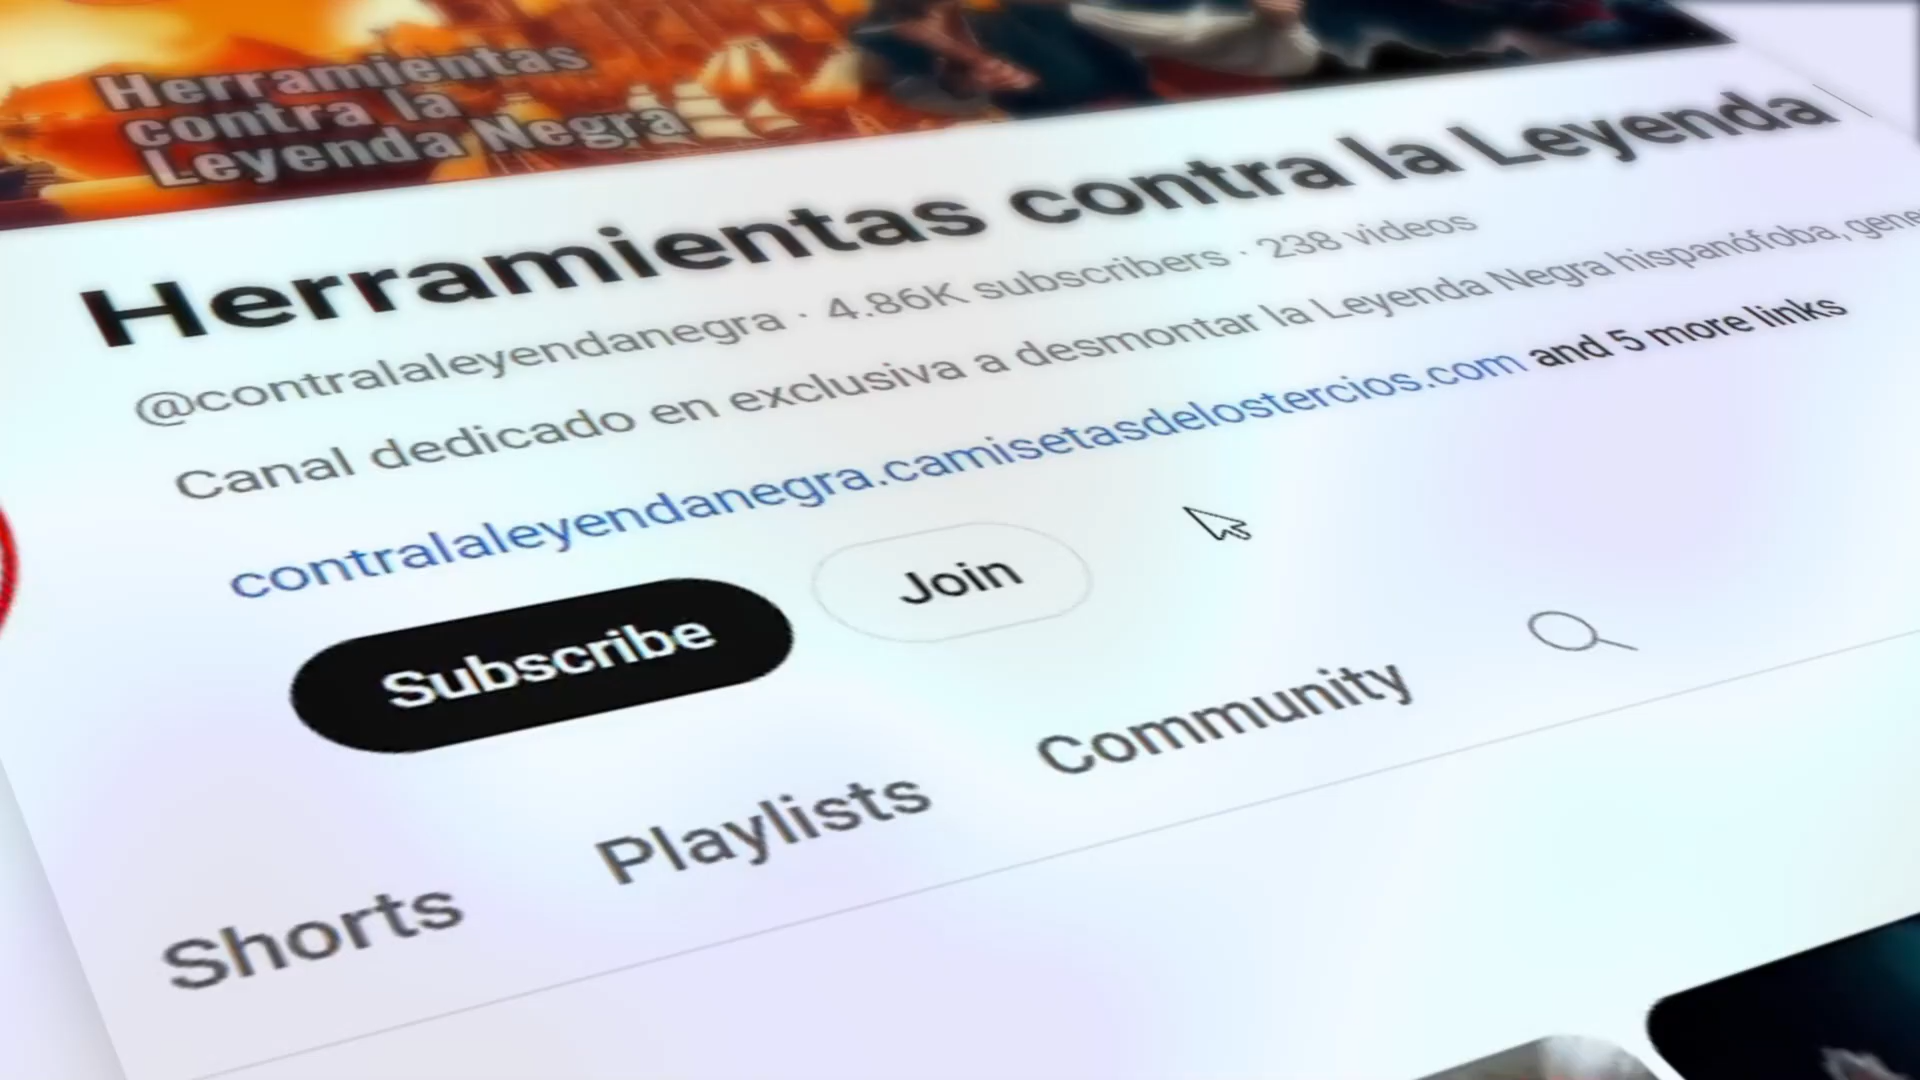 Herramientas
contra la
Leyenda Negra
Herramientas contra la Leyenda
@contralaleyendanegra · 4.86K subscribers · 238 videos
Canal dedicado en exclusiva a desmontar la Leyenda Negra hispanófoba,
contralaleyendanegra.camisetasdelostercios.com and 5 more links
Subscribe
Join
Shorts
Playlists
Community